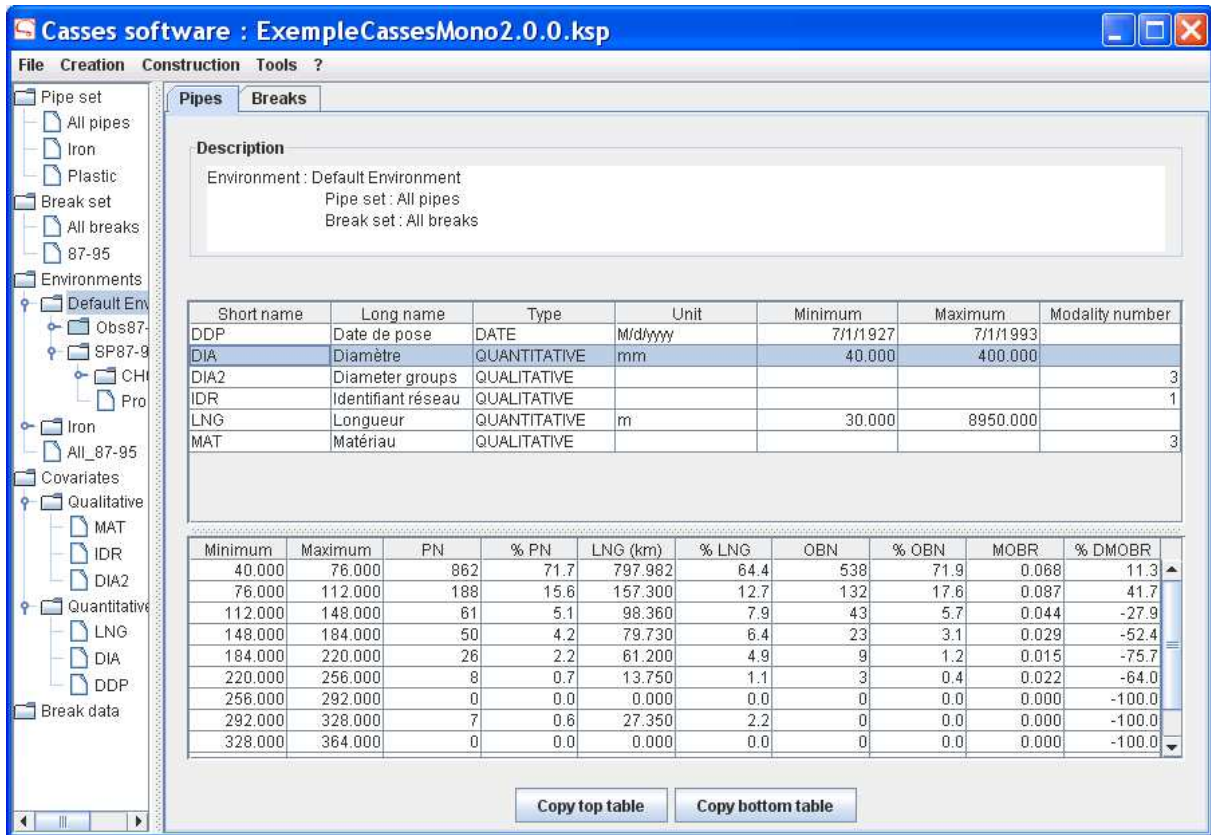 Casses software : ExempleCassesMono2.0.0.ksp
File Creation Construction Tools ?
Pipe set
All pipes
Iron
Plastic
Break set
All breaks
87-95
Environments
Default Env
Obs87-
SP87-9
CH
Pro
Iron
All_87-95
Covariates
Qualitative
MAT
IDR
DIA2
Quantitative
LNG
DIA
DDP
Break data
Pipes Breaks
Description
Environment : Default Environment
Pipe set : All pipes
Break set : All breaks
Short name Long name Type Unit Minimum Maximum Modality number
DDP Date de pose DATE M/d/yyyy 7/1/1927 7/1/1993
DIA Diamètre QUANTITATIVE mm 40.000 400.000
DIA2 Diameter groups QUALITATIVE 3
IDR Identifiant réseau QUALITATIVE 1
LNG Longueur QUANTITATIVE m 30.000 8950.000
MAT Matériau QUALITATIVE 3
Minimum Maximum PN % PN LNG (km) % LNG OBN % OBN MOBR % DMOBR
40.000 76.000 862 71.7 797.982 64.4 538 71.9 0.068 11.3
76.000 112.000 188 15.6 157.300 12.7 132 17.6 0.087 41.7
112.000 148.000 61 5.1 98.360 7.9 43 5.7 0.044 -27.9
148.000 184.000 50 4.2 79.730 6.4 23 3.1 0.029 -52.4
184.000 220.000 26 2.2 61.200 4.9 9 1.2 0.015 -75.7
220.000 256.000 8 0.7 13.750 1.1 3 0.4 0.022 -64.0
256.000 292.000 0 0.0 0.000 0.0 0 0.0 0.000 -100.0
292.000 328.000 7 0.6 27.350 2.2 0 0.0 0.000 -100.0
328.000 364.000 0 0.0 0.000 0.0 0 0.0 0.000 -100.0
Copy top table Copy bottom table